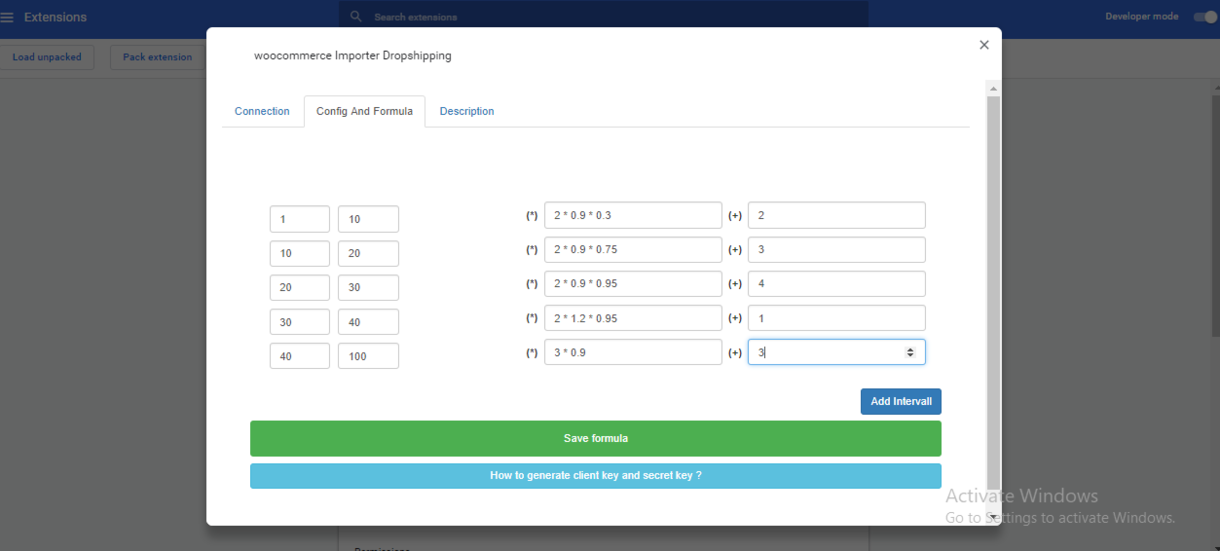 Extensions
Search extensions
Developer mode
Load unpacked
Pack extension
woocommerce Importer Dropshipping
×
Connection
Config And Formula
Description
1 10 (*) 2 * 0.9 * 0.3 (+) 2
10 20 (*) 2 * 0.9 * 0.75 (+) 3
20 30 (*) 2 * 0.9 * 0.95 (+) 4
30 40 (*) 2 * 1.2 * 0.95 (+) 1
40 100 (*) 3 * 0.9 (+) 3
Add Intervall
Save formula
How to generate client key and secret key ?
Activate Windows
Go to Settings to activate Windows.
Permissions